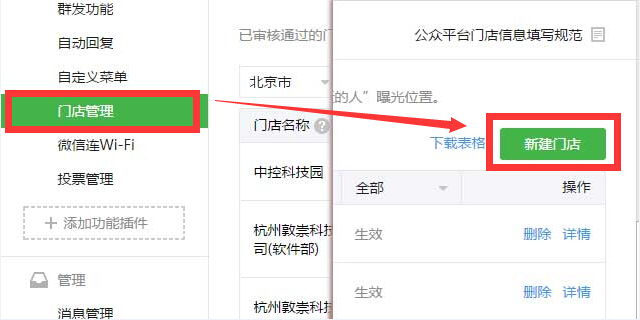 群发功能
自动回复
自定义菜单
门店管理
微信连Wi-Fi
投票管理
添加功能插件
管理
消息管理
已审核通过的门
北京市
门店名称
?
中控科技园
杭州敦崇科技
司(软件部)
杭州敦崇科技
公众平台门店信息填写规范
的人”曝光位置。
下载表格
新建门店
全部
操作
生效
删除 详情
生效
删除 详情